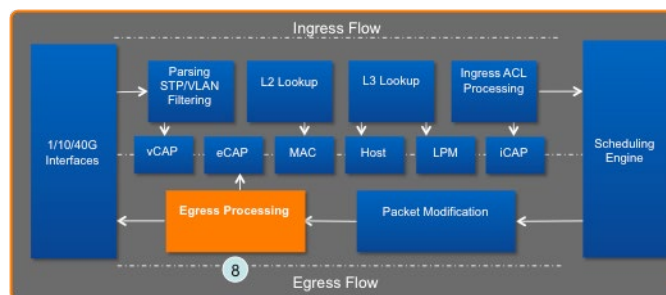 Ingress Flow
1/10/40G
Interfaces
Parsing
STP/VLAN
Filtering
L2 Lookup
L3 Lookup
Ingress ACL
Processing
Scheduling
Engine
vCAP
eCAP
MAC
Host
LPM
iCAP
Egress Processing
Packet Modification
8
Egress Flow